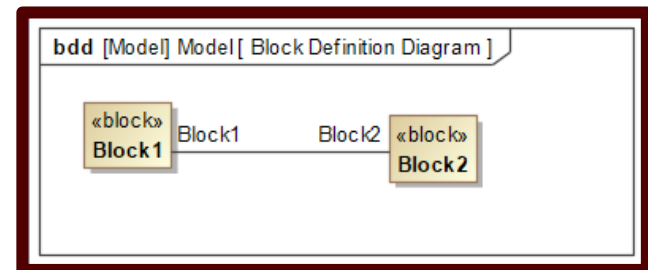 bdd [Model] Model [ Block Definition Diagram ]
«block»
Block1
Block1
Block2
«block»
Block2